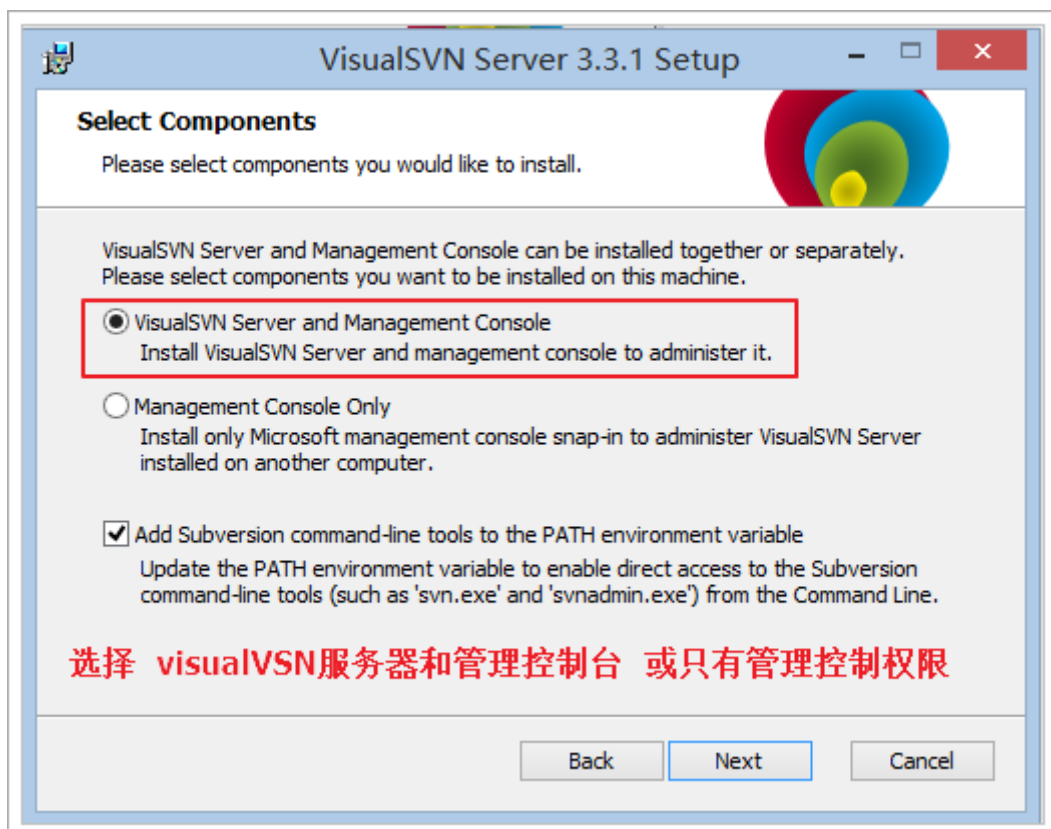 VisualSVN Server 3.3.1 Setup
Select Components
Please select components you would like to install.
VisualSVN Server and Management Console can be installed together or separately.
Please select components you want to be installed on this machine.
VisualSVN Server and Management Console
Install VisualSVN Server and management console to administer it.
Management Console Only
Install only Microsoft management console snap-in to administer VisualSVN Server
installed on another computer.
Add Subversion command-line tools to the PATH environment variable
Update the PATH environment variable to enable direct access to the Subversion
command-line tools (such as 'svn.exe' and 'svnadmin.exe') from the Command Line.
选择 visualVSN服务器和管理控制台 或只有管理控制权限
Back Next Cancel